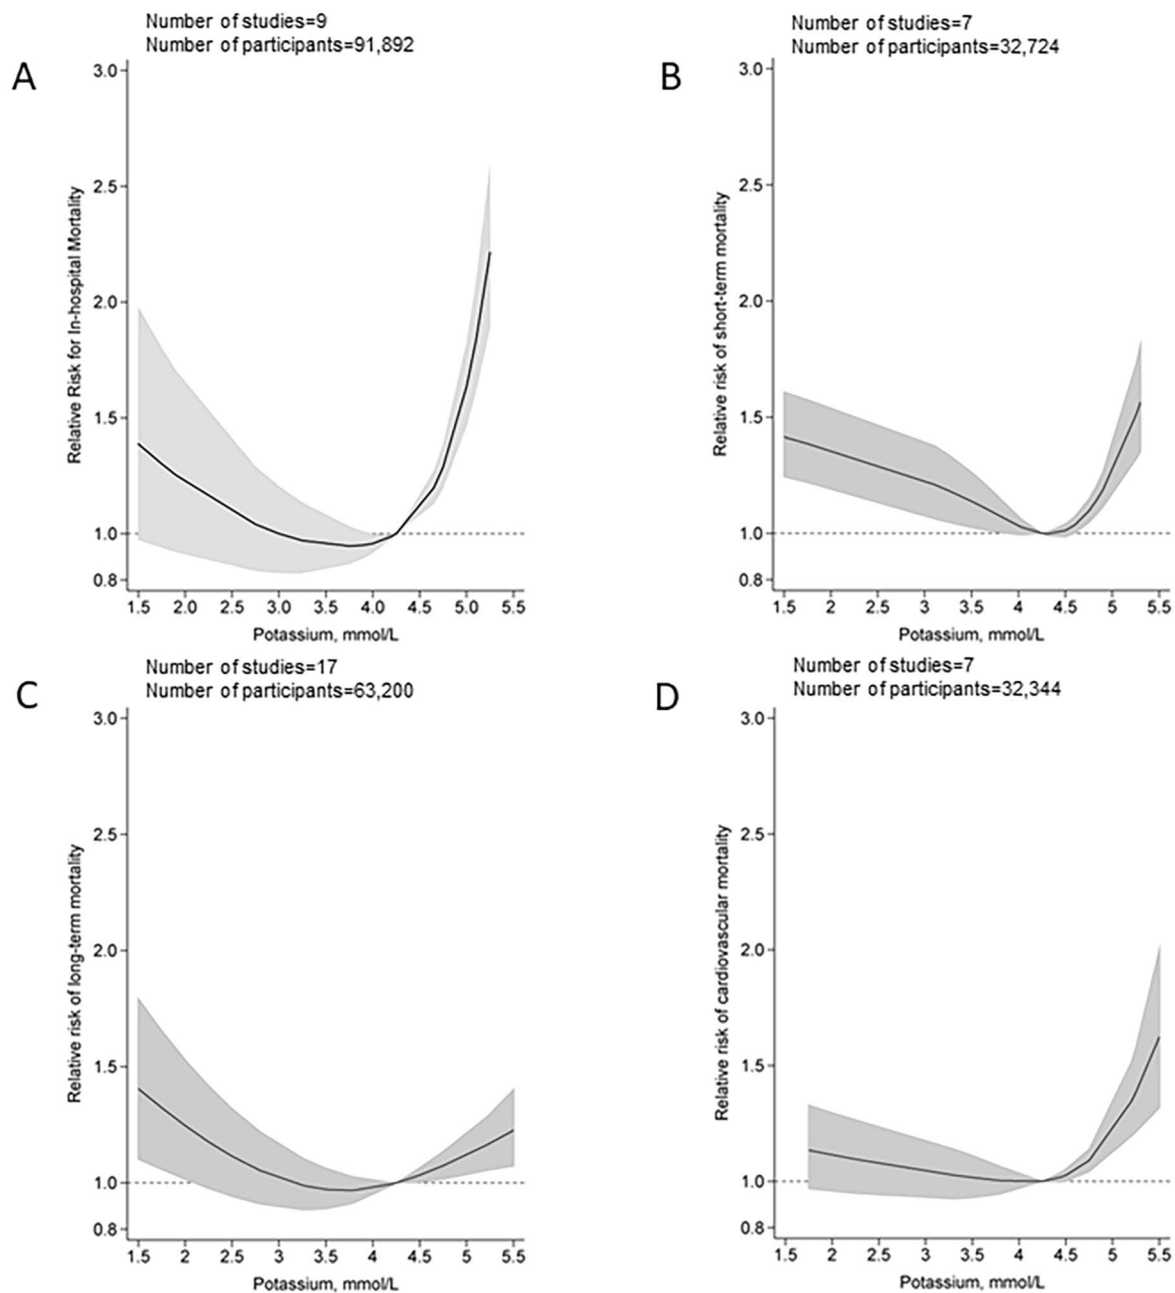 Number of studies=9
Number of participants=91,892
A
3.0
2.5
2.0
1.5
1.0
0.8
Relative Risk for In-hospital Mortality
1.5 2.0 2.5 3.0 3.5 4.0 4.5 5.0 5.5
Potassium, mmol/L
Number of studies=7
Number of participants=32,724
B
3.0
2.5
2.0
1.5
1.0
0.8
Relative risk of short-term mortality
1.5 2 2.5 3 3.5 4 4.5 5 5.5
Potassium, mmol/L
Number of studies=17
Number of participants=63,200
C
3.0
2.5
2.0
1.5
1.0
0.8
Relative risk of long-term mortality
1.5 2 2.5 3 3.5 4 4.5 5 5.5
Potassium, mmol/L
Number of studies=7
Number of participants=32,344
D
3.0
2.5
2.0
1.5
1.0
0.8
Relative risk of cardiovascular mortality
1.5 2 2.5 3 3.5 4 4.5 5 5.5
Potassium, mmol/L